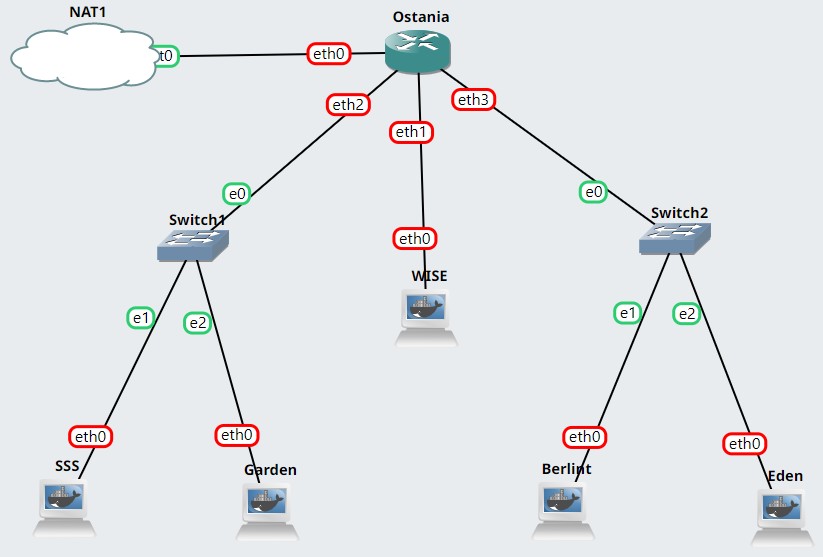 NAT1
Ostania
t0
eth0
eth2
eth3
eth1
e0
e0
Switch1
Switch2
eth0
WISE
e1
e2
e1
e2
eth0
eth0
eth0
eth0
SSS
Garden
Berlint
Eden